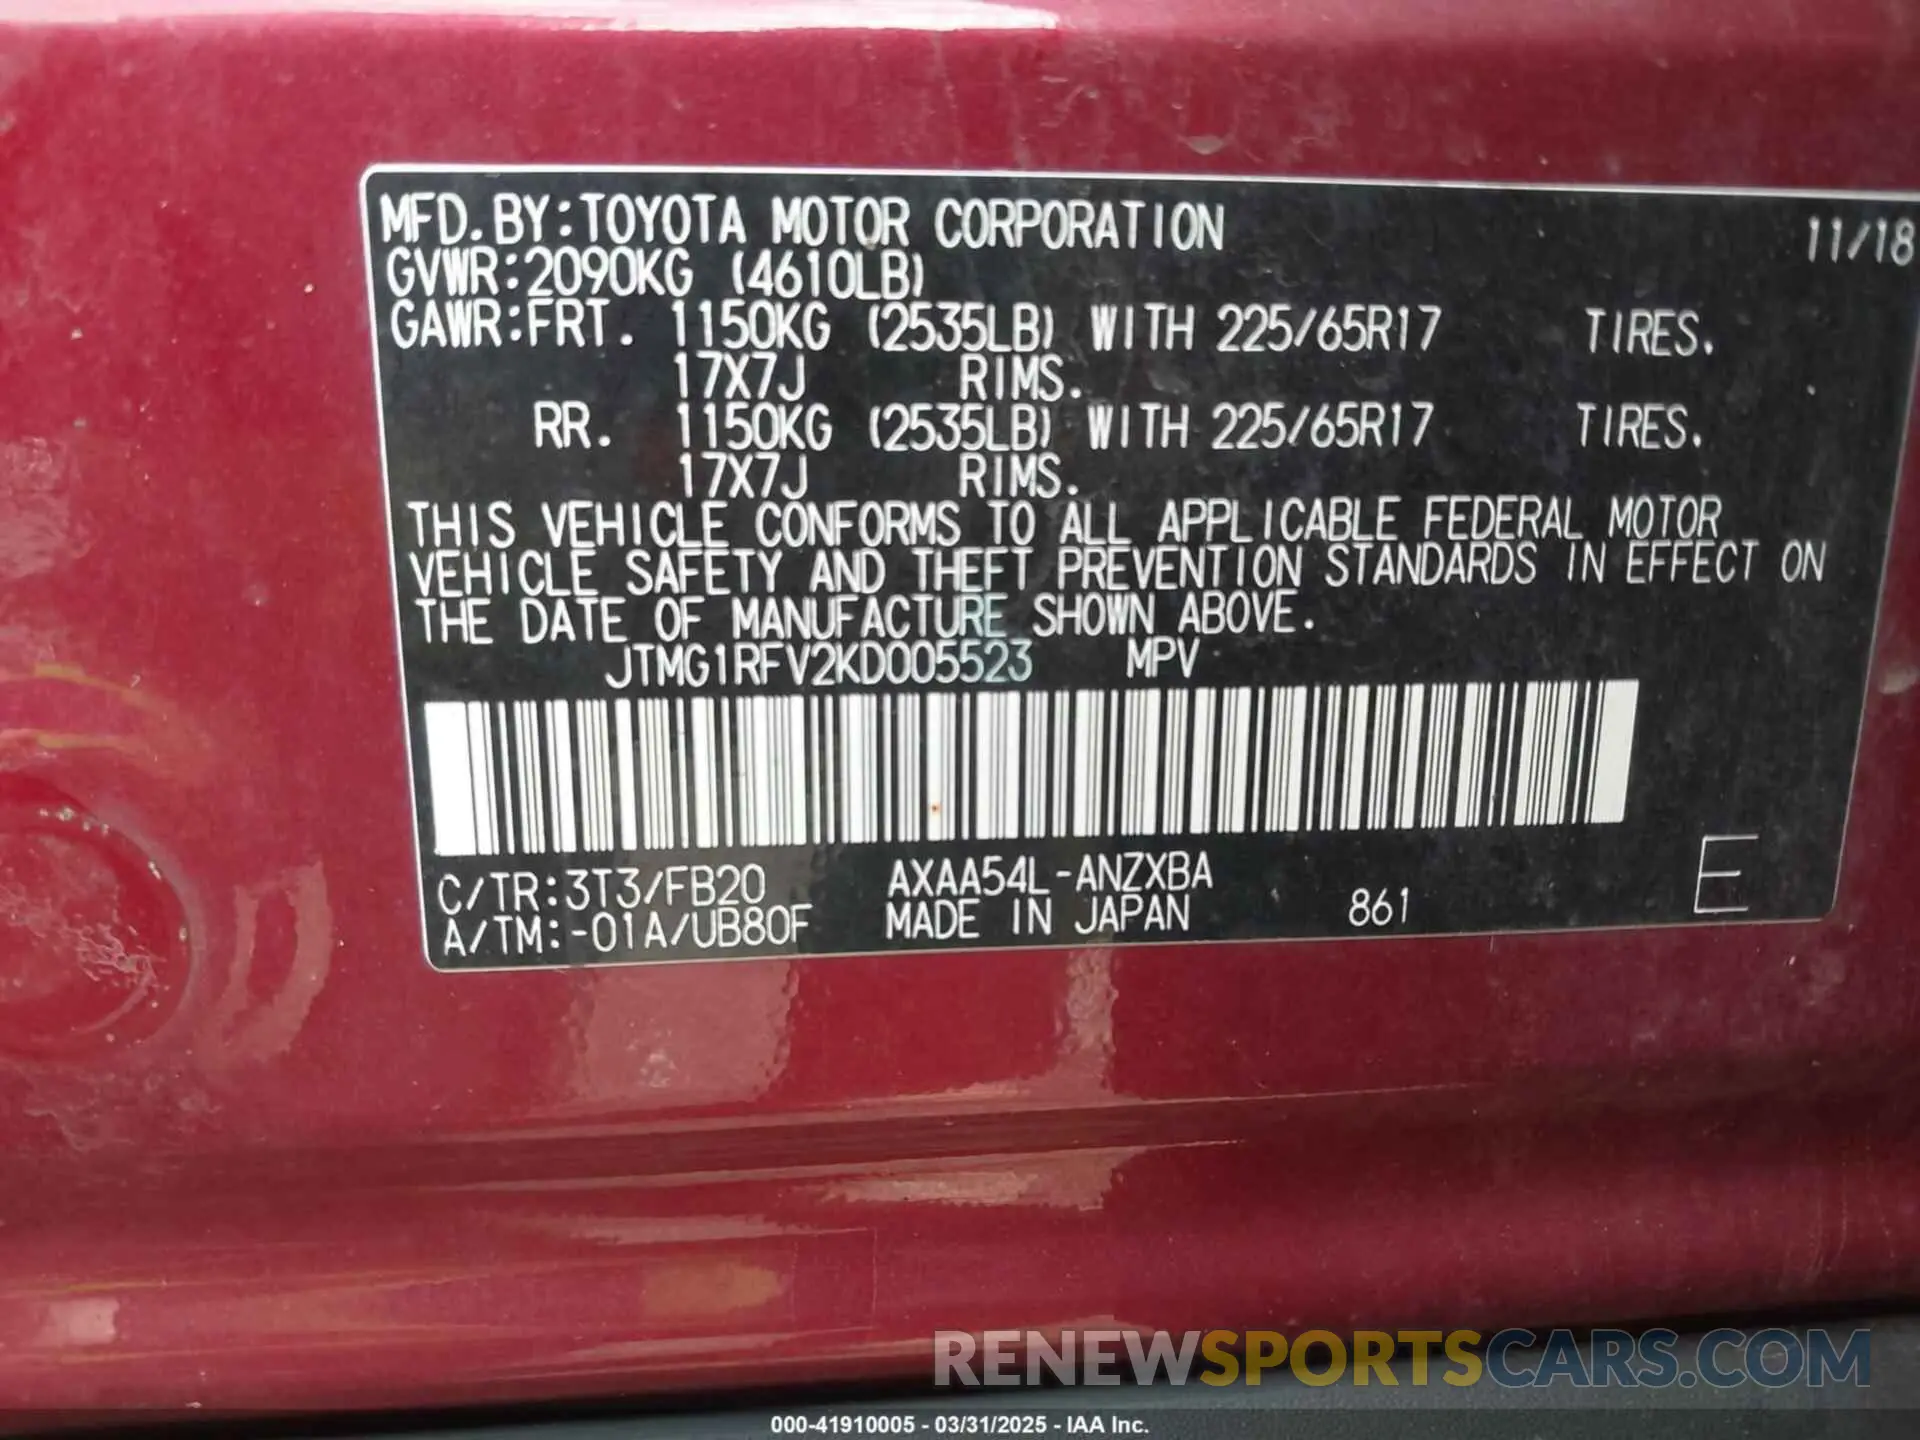 MFD.BY:TOYOTA MOTOR CORPORATION 11/18
GVWR:2090KG (4610LB)
GAWR:FRT. 1150KG (2535LB) WITH 225/65R17 TIRES.
17X7J RIMS.
RR. 1150KG (2535LB) WITH 225/65R17 TIRES.
17X7J RIMS.
THIS VEHICLE CONFORMS TO ALL APPLICABLE FEDERAL MOTOR
VEHICLE SAFETY AND THEFT PREVENTION STANDARDS IN EFFECT ON
THE DATE OF MANUFACTURE SHOWN ABOVE.
JTMG1RFV2KD005523 MPV
C/TR:3T3/FB20 AXAA54L-ANZXBA
A/TM:-01A/UB80F MADE IN JAPAN 861 E
RENEWSPORTSCARS.COM
000-41910005 - 03/31/2025 - IAA Inc.